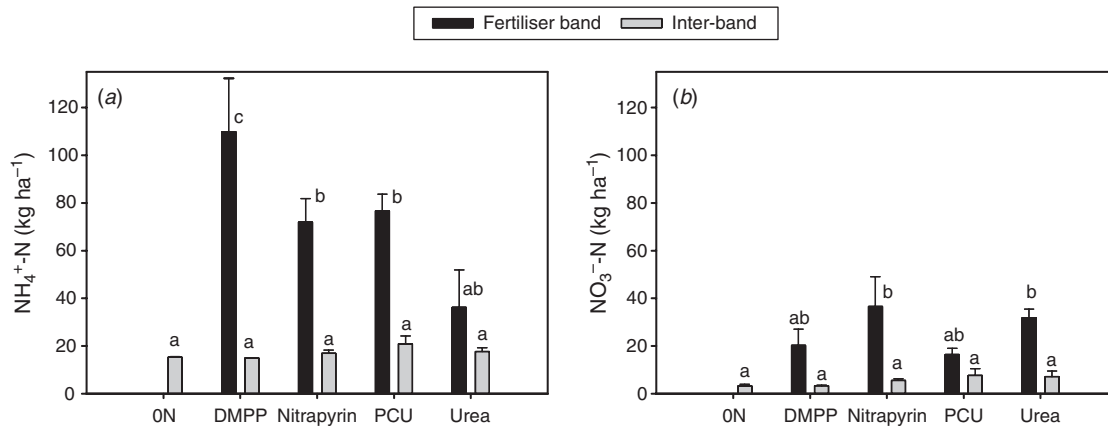 Fertiliser band Inter-band
(a)
NH₄⁺-N (kg ha⁻¹)
120
100
80
60
40
20
0
a
c
a
b
a
b
a
ab
a
0N DMPP Nitrapyrin PCU Urea
(b)
NO₃⁻-N (kg ha⁻¹)
120
100
80
60
40
20
0
a
ab
a
b
a
ab
a
b
a
0N DMPP Nitrapyrin PCU Urea